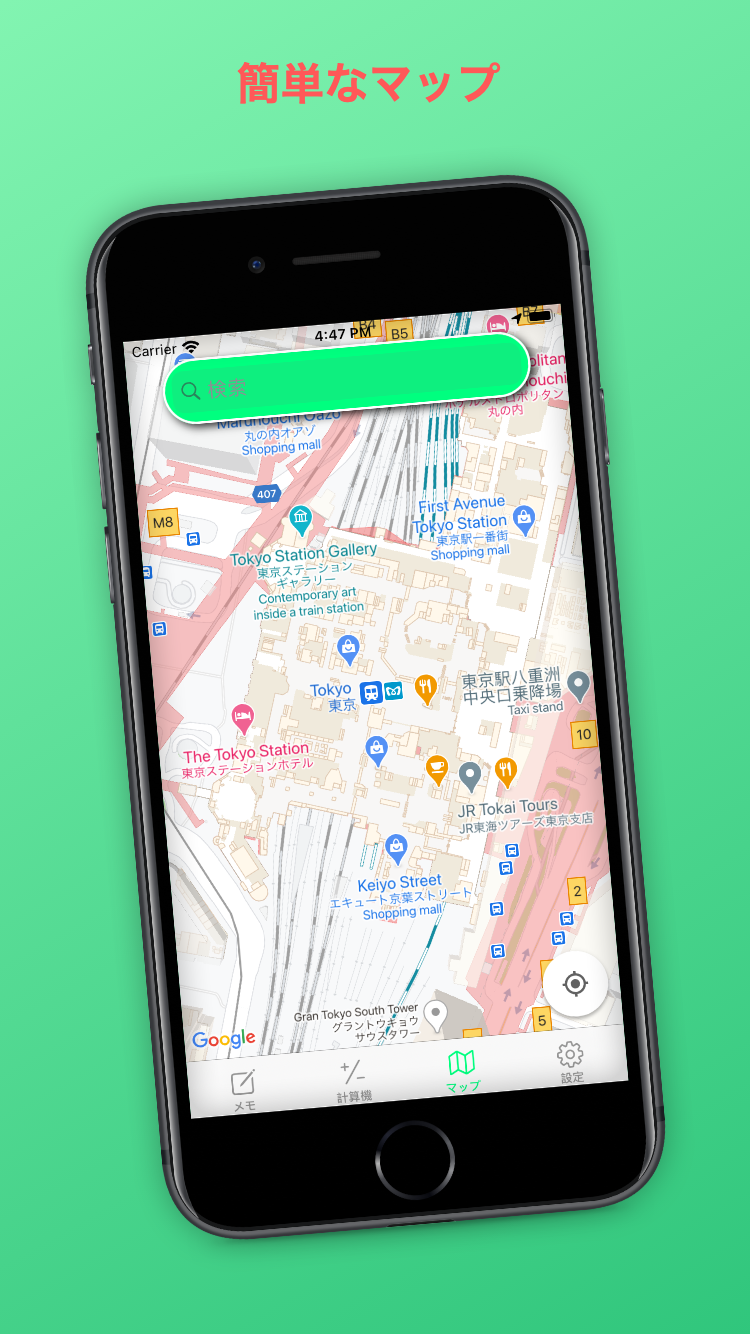 簡単なマップ
Carrier
4:47 PM
B4
B5
検索
Marunouchi Oazo
丸の内オアゾ
Shopping mall
ホテルメトロポリタン
丸の内
407
M8
First Avenue
Tokyo Station
東京駅一番街
Shopping mall
Tokyo Station Gallery
東京ステーション
ギャラリー
Contemporary art
inside a train station
Tokyo
東京
東京駅八重洲
中央口乗降場
Taxi stand
10
The Tokyo Station
東京ステーションホテル
JR Tokai Tours
JR東海ツアーズ東京支店
Keiyo Street
エキュート京葉ストリート
Shopping mall
2
Gran Tokyo South Tower
グラントウキョウ
サウスタワー
5
Google
メモ
計算機
マップ
設定